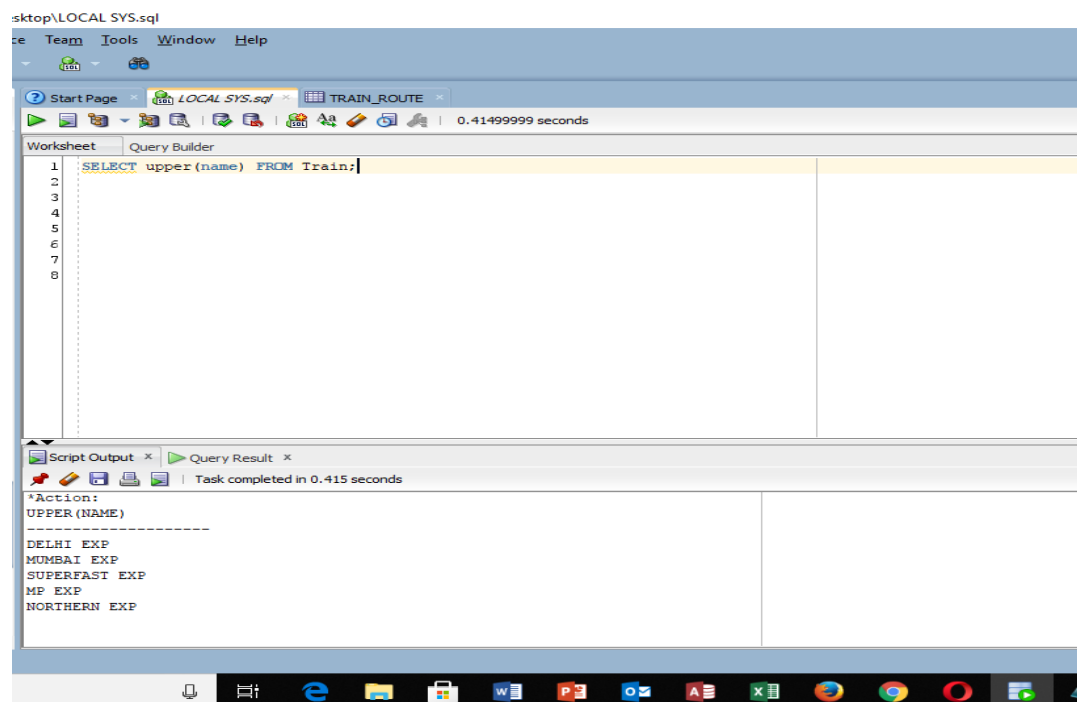 sktop\LOCAL SYS.sql
ce Team Tools Window Help
Start Page LOCAL SYS.sql TRAIN_ROUTE
0.41499999 seconds
Worksheet Query Builder
1 SELECT upper(name) FROM Train;
2
3
4
5
6
7
8
Script Output Query Result
Task completed in 0.415 seconds
*Action:
UPPER(NAME)
--------------------
DELHI EXP
MUMBAI EXP
SUPERFAST EXP
MP EXP
NORTHERN EXP